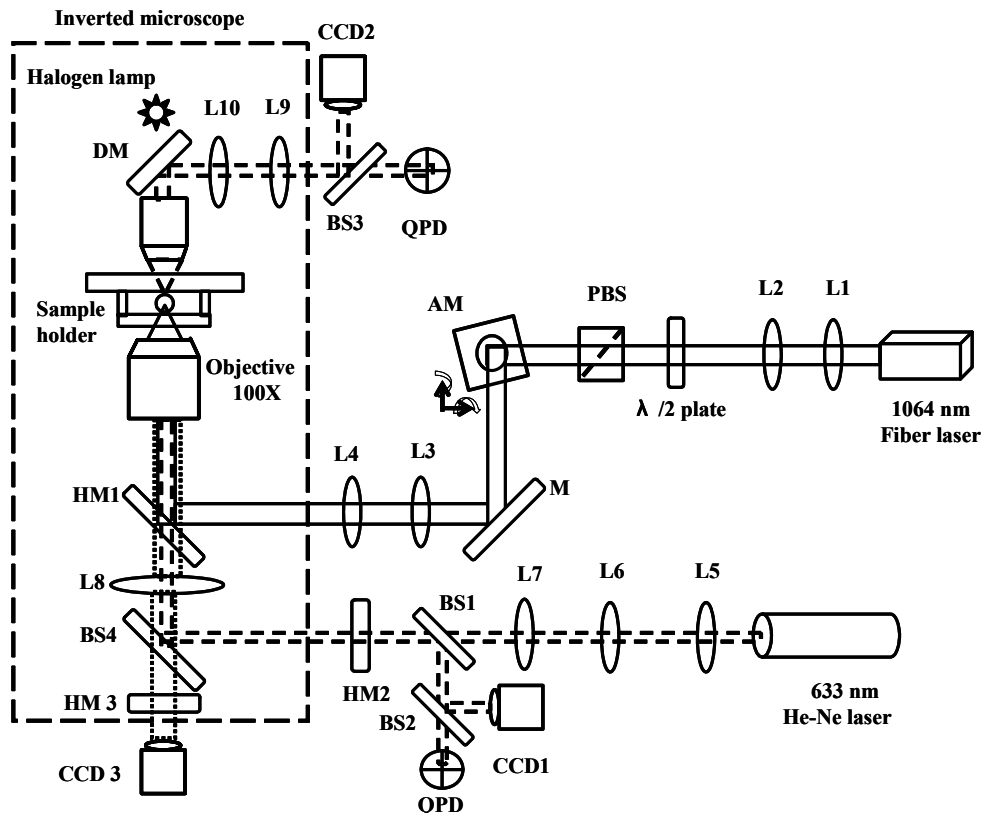 Inverted microscope
CCD2
Halogen lamp
L10
L9
DM
BS3
QPD
Sample
holder
AM
PBS
L2
L1
Objective
100X
λ /2 plate
1064 nm
Fiber laser
L4
L3
HM1
M
L8
L7
L6
L5
BS1
BS4
HM 3
HM2
BS2
633 nm
He-Ne laser
CCD 3
CCD1
QPD